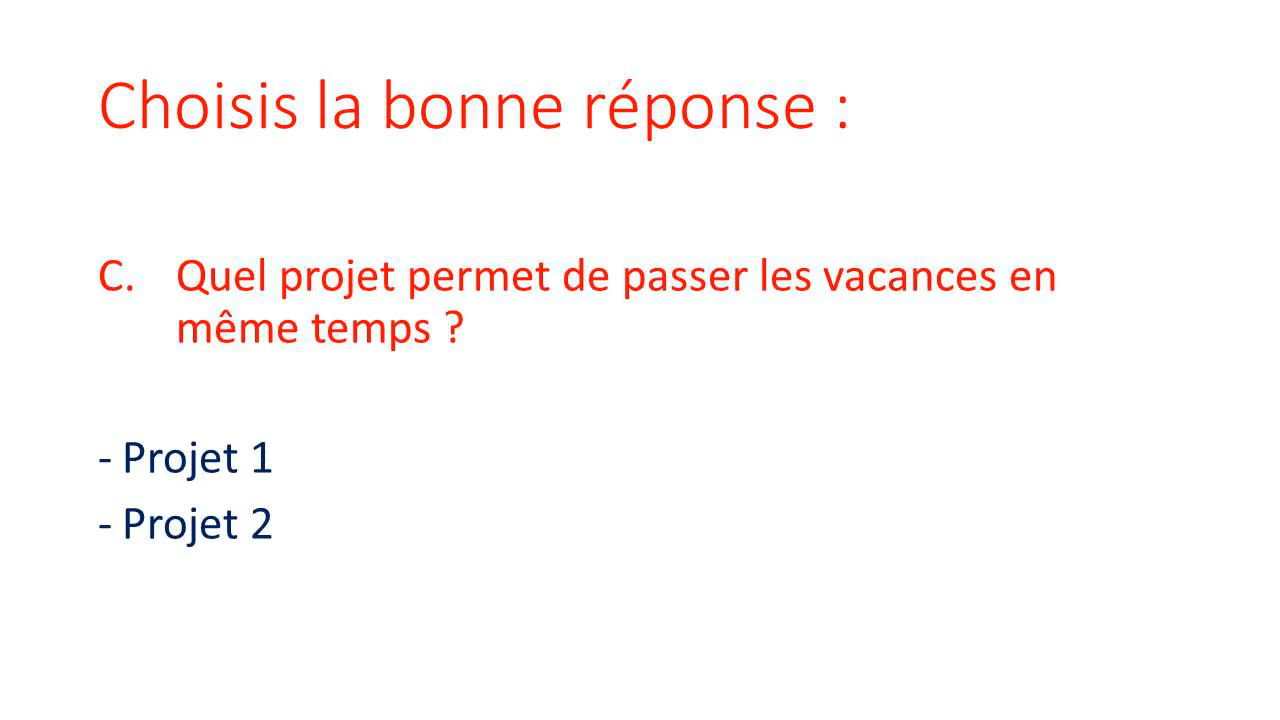 Choisis la bonne réponse :
C. Quel projet permet de passer les vacances en
même temps ?
- Projet 1
- Projet 2